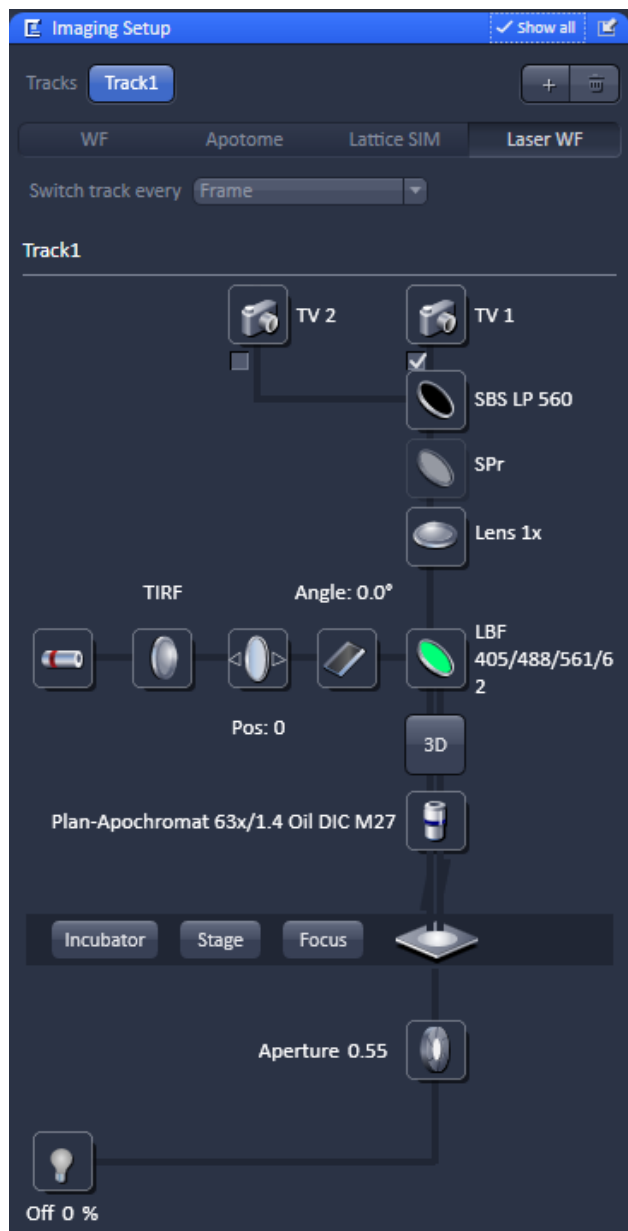 Imaging Setup
Show all
Tracks Track1 +
WF Apotome Lattice SIM Laser WF
Switch track every Frame
Track1
TV 2 TV 1
SBS LP 560
SPr
Lens 1x
TIRF Angle: 0.0°
LBF
405/488/561/6
2
Pos: 0
3D
Plan-Apochromat 63x/1.4 Oil DIC M27
Incubator Stage Focus
Aperture 0.55
Off 0 %